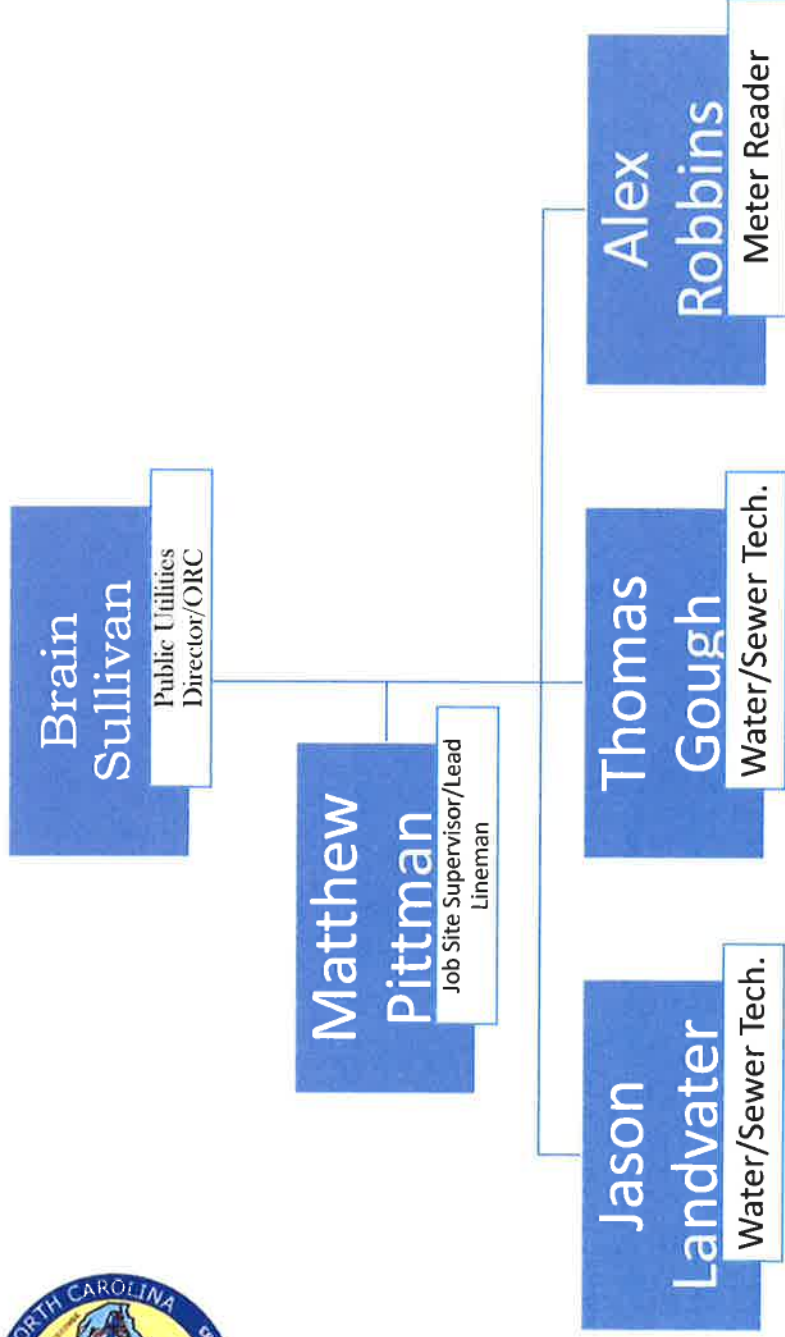 NORTH CAROLINA
Brain
Sullivan
Public Utilities
Director/ORC
Matthew
Pittman
Job Site Supervisor/Lead
Lineman
Jason
Landvater
Water/Sewer Tech.
Thomas
Gough
Water/Sewer Tech.
Alex
Robbins
Meter Reader